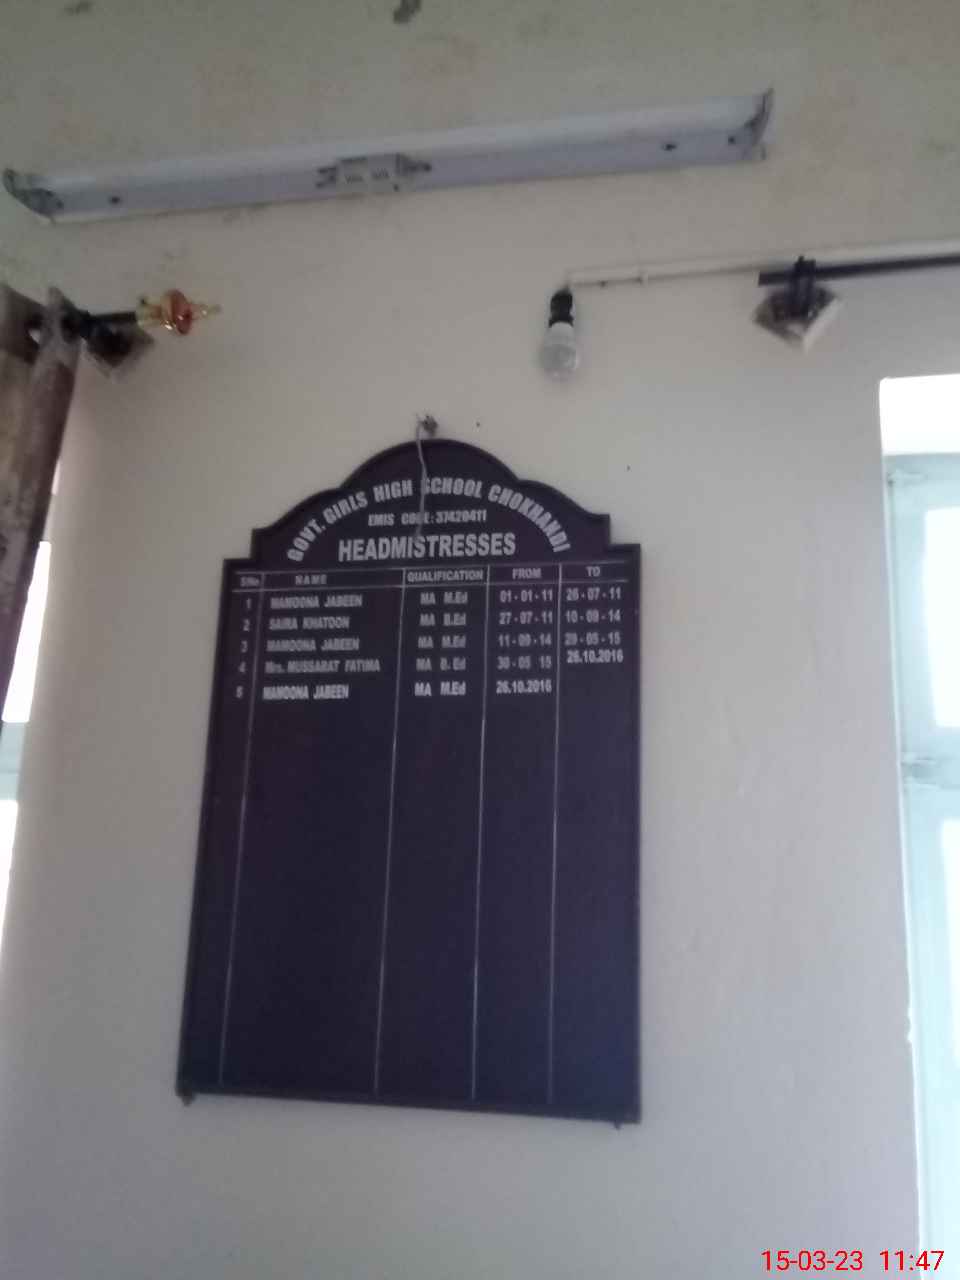 GOVT. GIRLS HIGH SCHOOL CHOKHANDI
EMIS CODE: 37420411
HEADMISTRESSES
S/No. NAME QUALIFICATION FROM TO
1 MAMOONA JABEEN MA M.Ed 01-01-11 26-07-11
2 SAIRA KHATOON MA B.Ed 27-07-11 10-09-14
3 MAMOONA JABEEN MA M.Ed 11-09-14 29-05-15
4 Mrs. MUSSARAT FATIMA MA B.Ed 30-05 15 26.10.2016
5 MAMOONA JABEEN MA M.Ed 26.10.2016
15-03-23 11:47